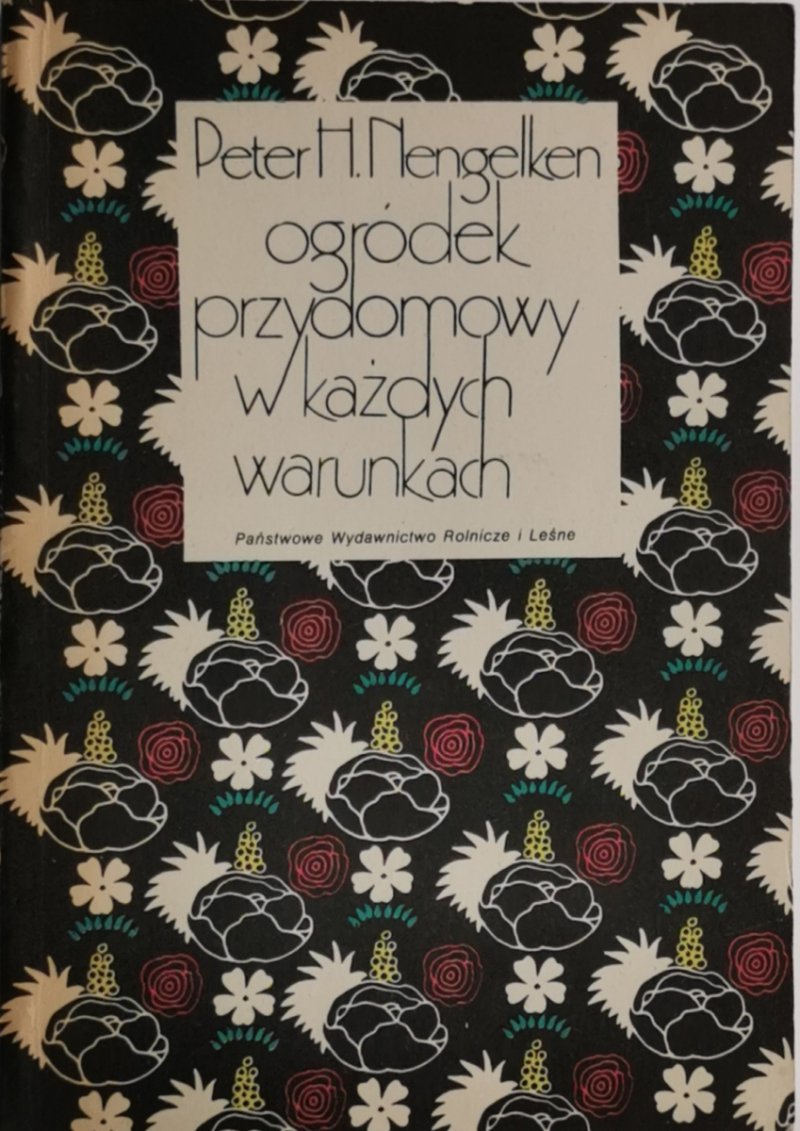 Peter H. Nengelken
ogródek
przydomowy
w każdych
warunkach
Państwowe Wydawnictwo Rolnicze i Leśne